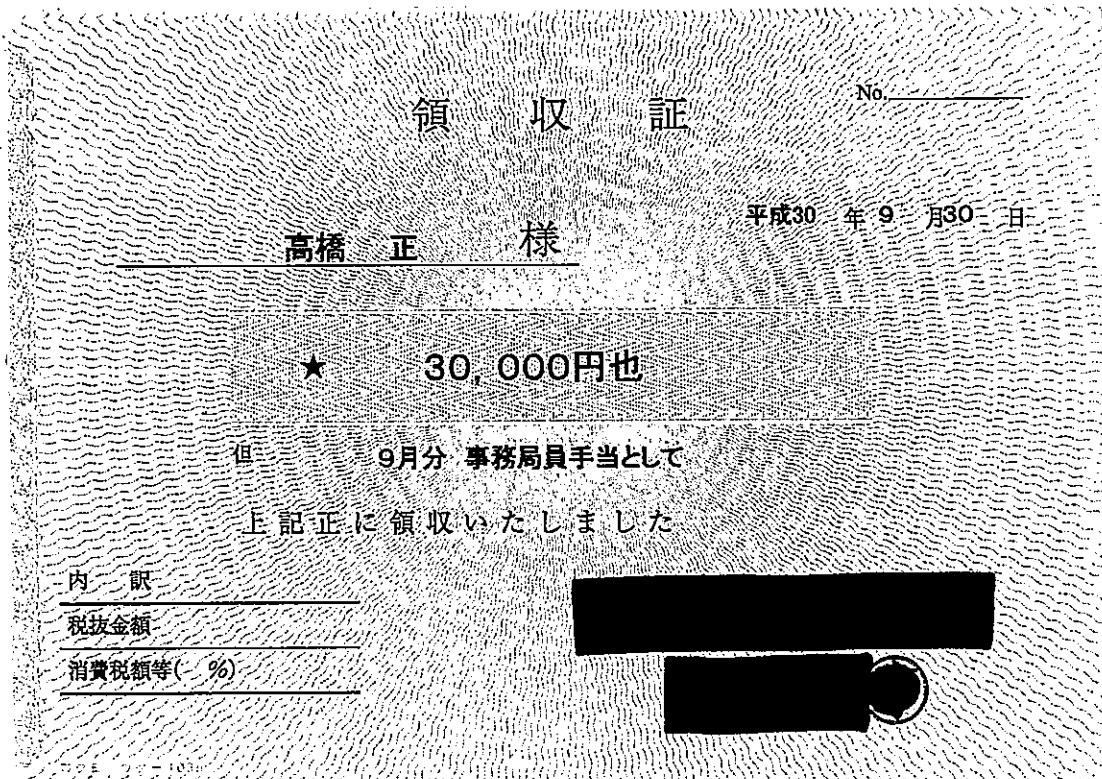 No.
領収証
平成30年9月30日
高橋 正 様
★ 30,000円也
但 9月分 事務局員手当として
上記正に領収いたしました
内訳
税抜金額
消費税額等( %)